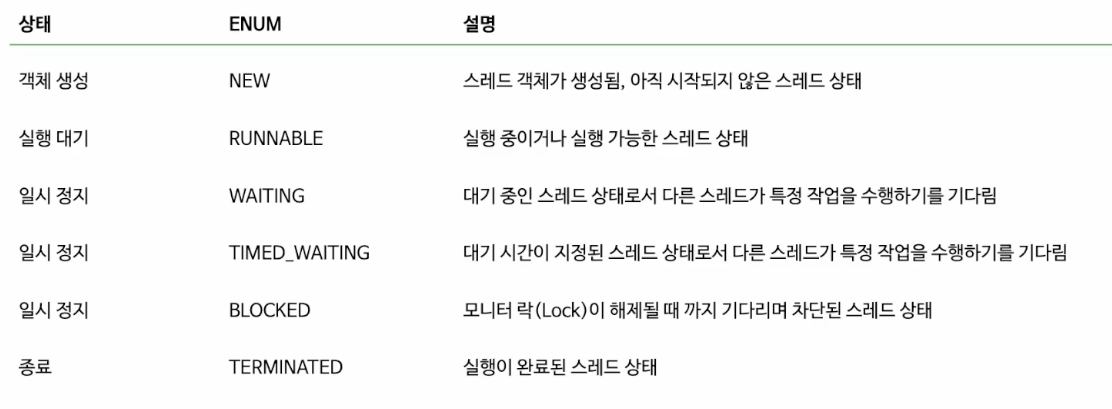 상태 ENUM 설명
객체 생성 NEW 스레드 객체가 생성됨, 아직 시작되지 않은 스레드 상태
실행 대기 RUNNABLE 실행 중이거나 실행 가능한 스레드 상태
일시 정지 WAITING 대기 중인 스레드 상태로서 다른 스레드가 특정 작업을 수행하기를 기다림
일시 정지 TIMED_WAITING 대기 시간이 지정된 스레드 상태로서 다른 스레드가 특정 작업을 수행하기를 기다림
일시 정지 BLOCKED 모니터 락(Lock)이 해제될 때 까지 기다리며 차단된 스레드 상태
종료 TERMINATED 실행이 완료된 스레드 상태